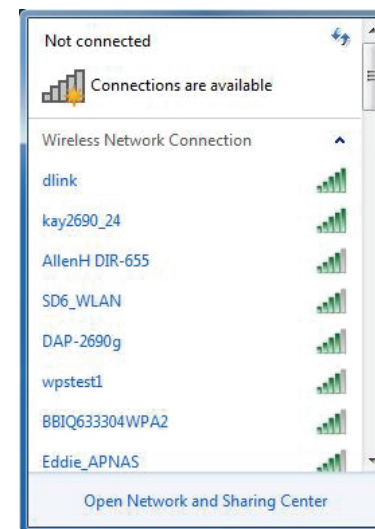 Not connected
Connections are available
Wireless Network Connection
dlink
kay2690_24
AllenH DIR-655
SD6_WLAN
DAP-2690g
wpstest1
BBIQ633304WPA2
Eddie_APNAS
Open Network and Sharing Center